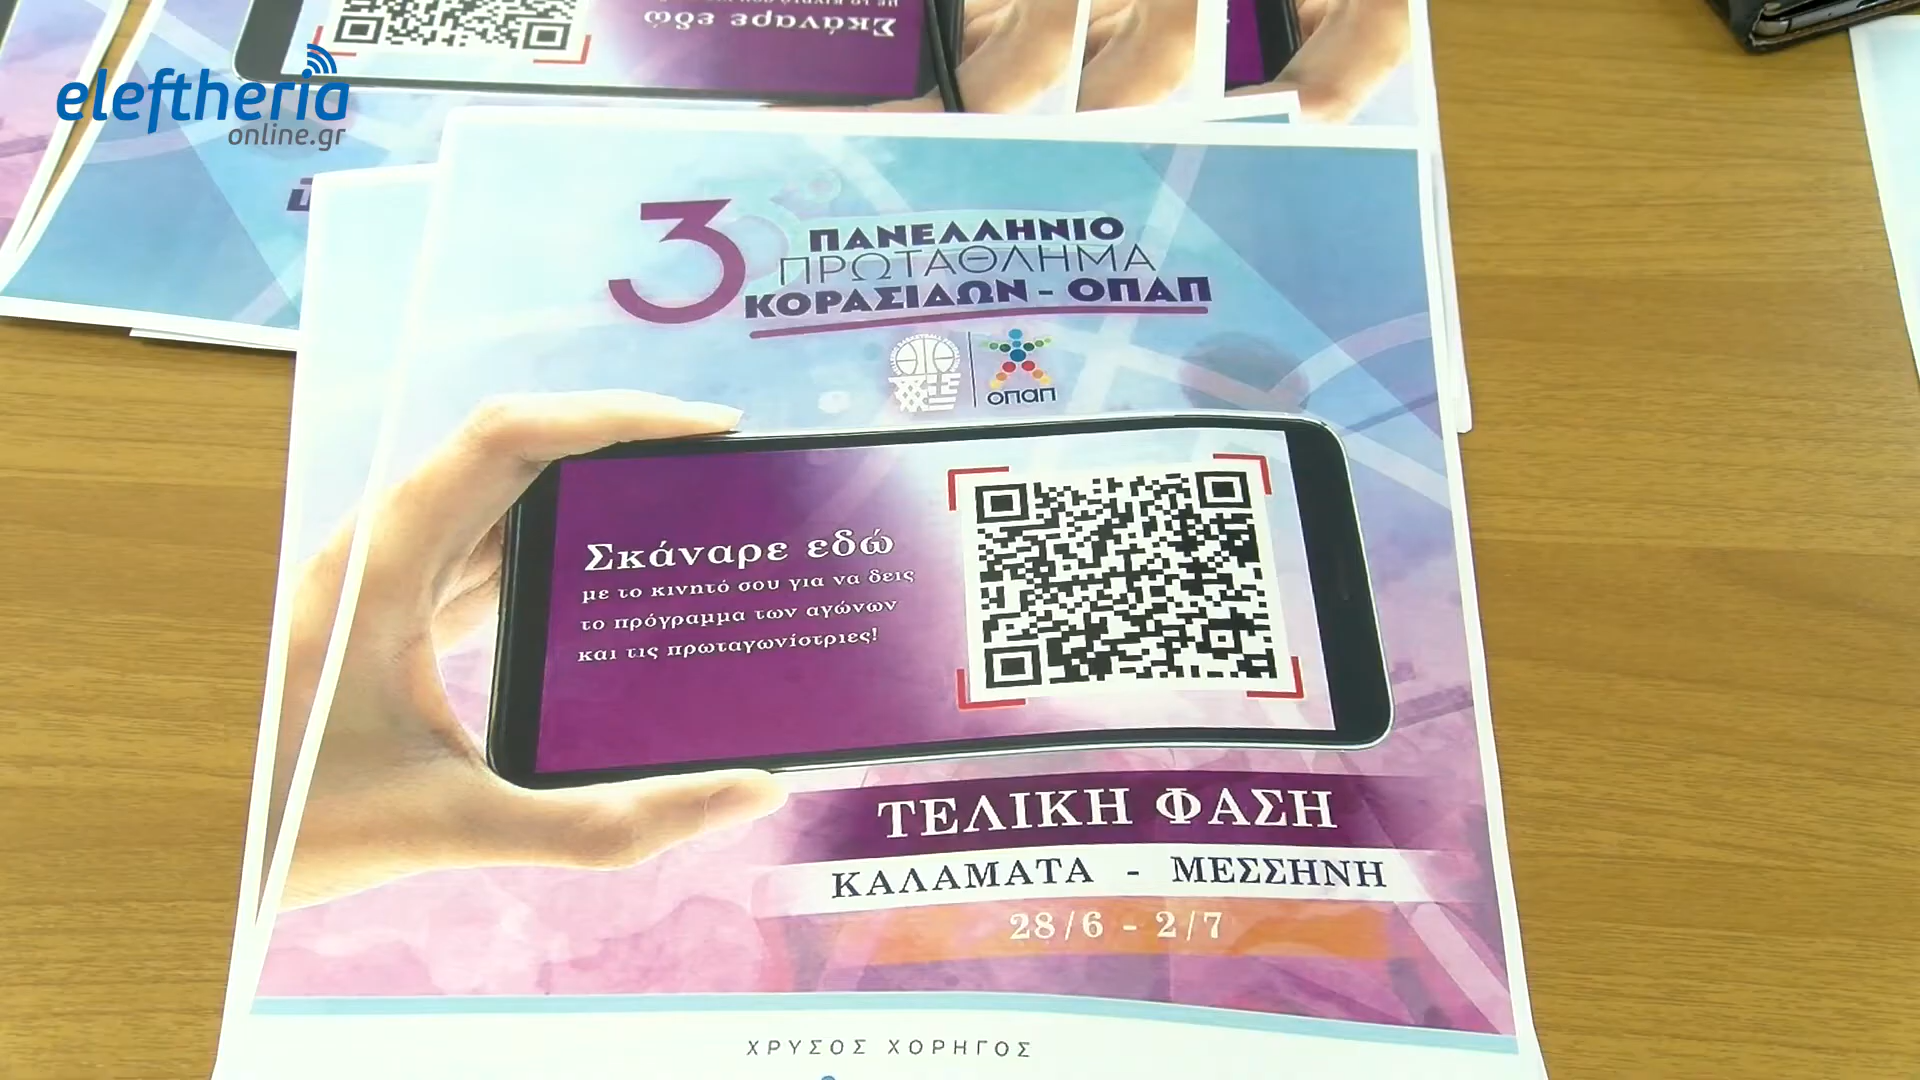 eleftheria
online.gr
Σκάναρε εδώ
3ο ΠΑΝΕΛΛΗΝΙΟ
ΠΡΩΤΑΘΛΗΜΑ
ΚΟΡΑΣΙΔΩΝ - ΟΠΑΠ
οπαπ
Σκάναρε εδώ
με το κινητό σου για να δεις
το πρόγραμμα των αγώνων
και τις πρωταγωνίστριες!
ΤΕΛΙΚΗ ΦΑΣΗ
ΚΑΛΑΜΑΤΑ - ΜΕΣΣΗΝΗ
28/6 - 2/7
ΧΡΥΣΟΣ ΧΟΡΗΓΟΣ